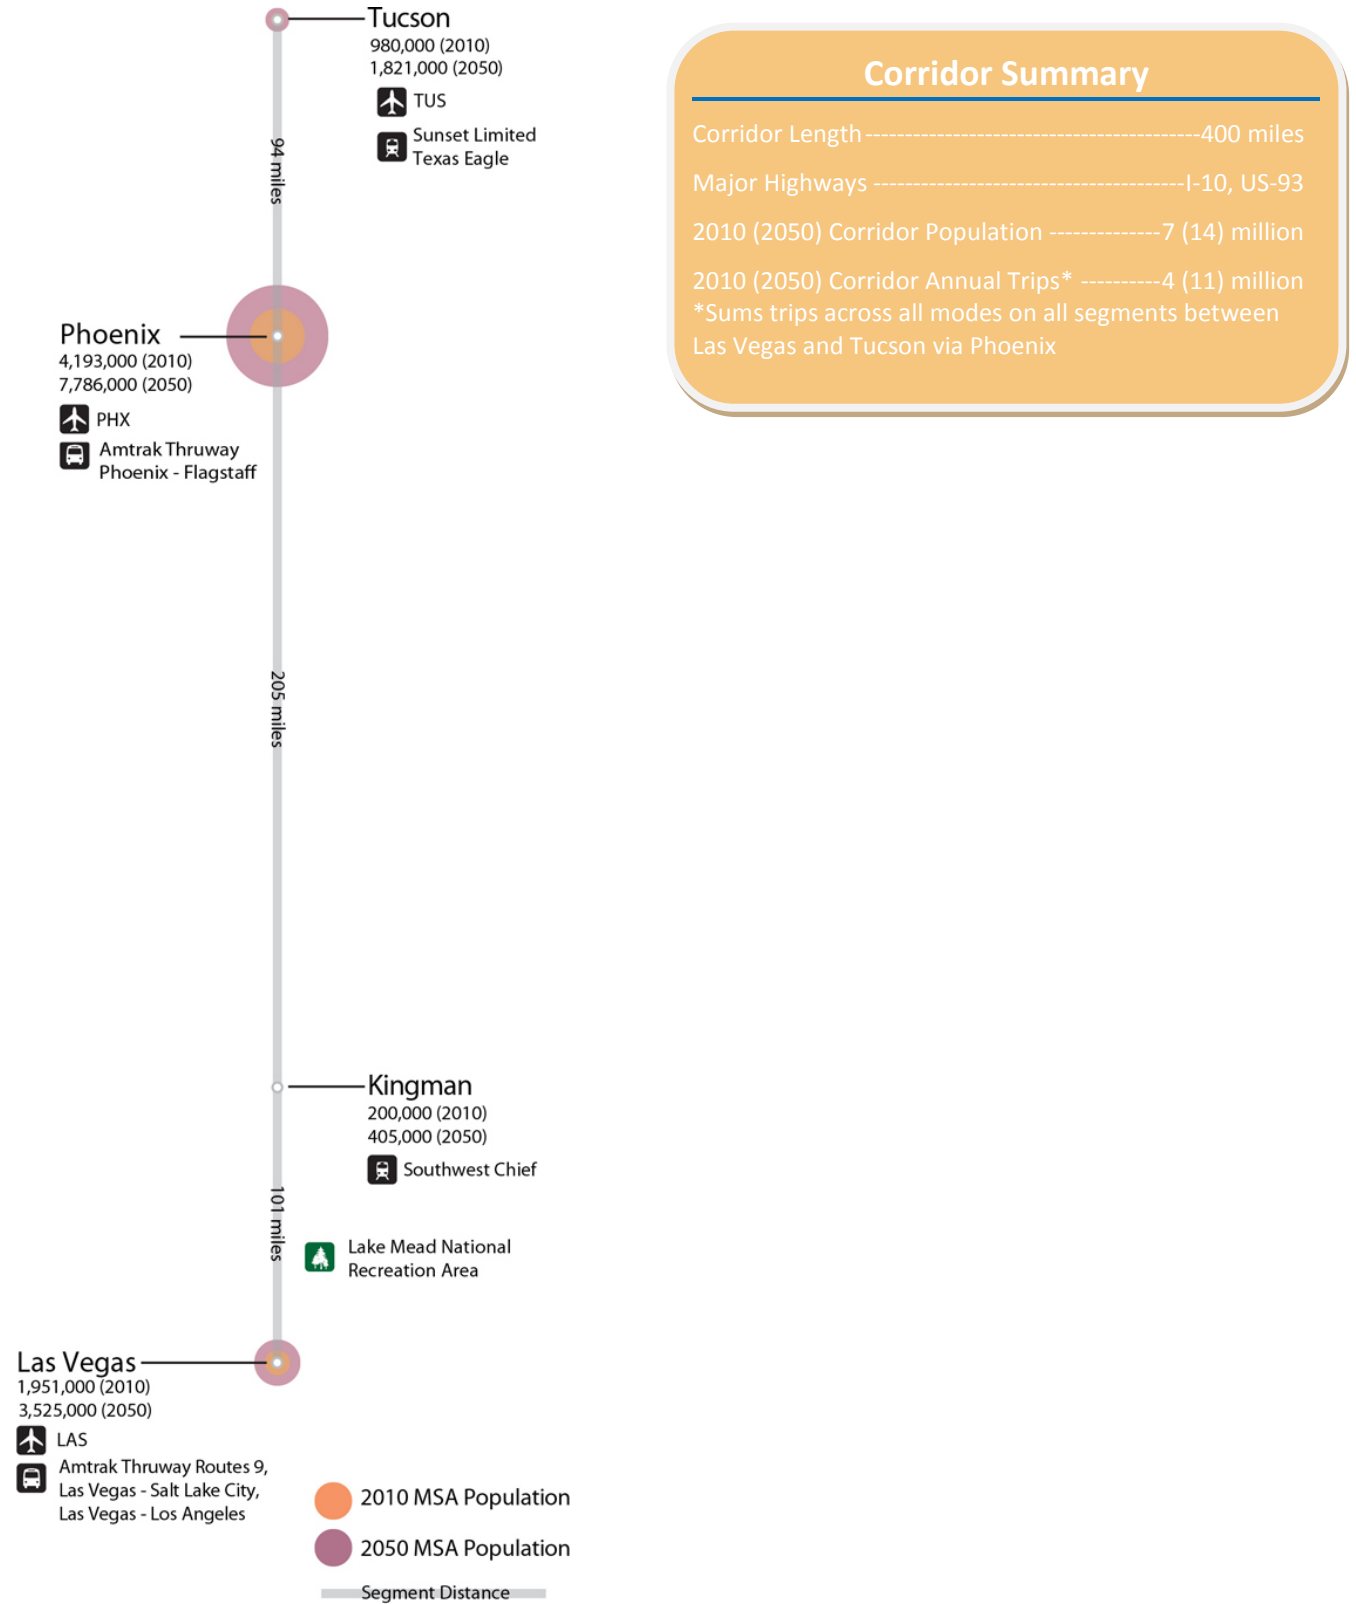 Tucson
980,000 (2010)
1,821,000 (2050)
TUS
Sunset Limited
Texas Eagle
94 miles
Phoenix
4,193,000 (2010)
7,786,000 (2050)
PHX
Amtrak Thruway
Phoenix - Flagstaff
205 miles
Kingman
200,000 (2010)
405,000 (2050)
Southwest Chief
101 miles
Lake Mead National
Recreation Area
Las Vegas
1,951,000 (2010)
3,525,000 (2050)
LAS
Amtrak Thruway Routes 9,
Las Vegas - Salt Lake City,
Las Vegas - Los Angeles
2010 MSA Population
2050 MSA Population
Segment Distance
Corridor Summary
Corridor Length------------------------------------------400 miles
Major Highways ---------------------------------------I-10, US-93
2010 (2050) Corridor Population --------------7 (14) million
2010 (2050) Corridor Annual Trips* ----------4 (11) million
*Sums trips across all modes on all segments between
Las Vegas and Tucson via Phoenix